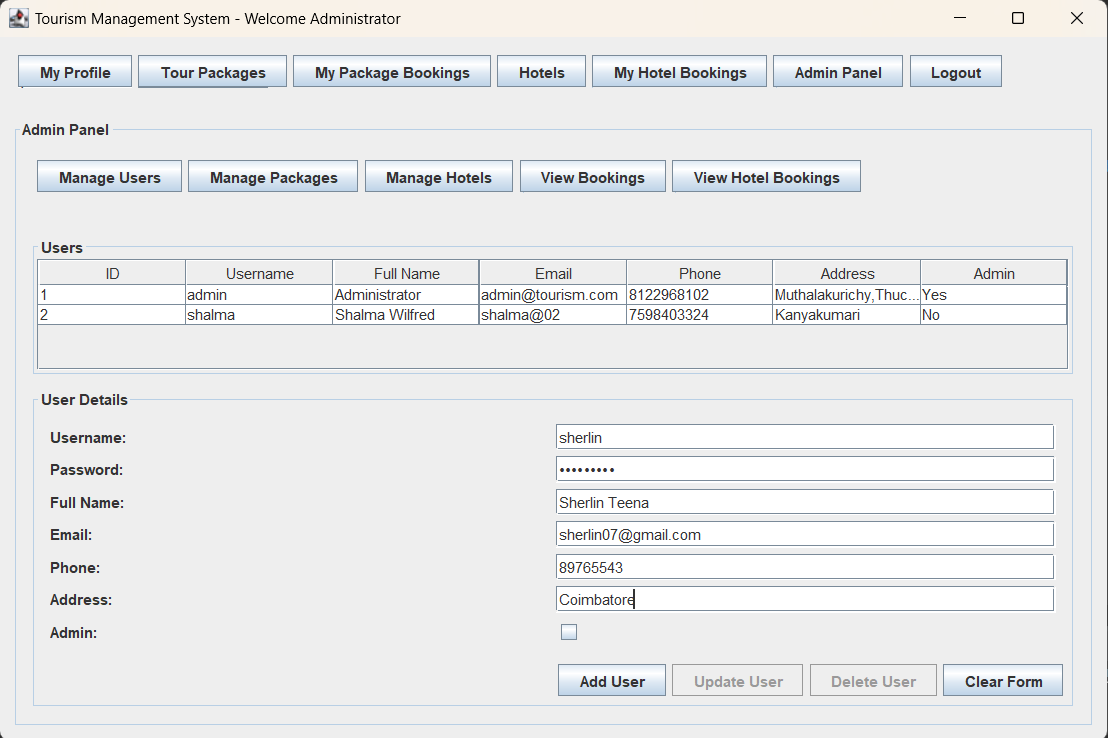 Tourism Management System - Welcome Administrator
My Profile Tour Packages My Package Bookings Hotels My Hotel Bookings Admin Panel Logout
Admin Panel
Manage Users Manage Packages Manage Hotels View Bookings View Hotel Bookings
Users
ID Username Full Name Email Phone Address Admin
1 admin Administrator admin@tourism.com 8122968102 Muthalakurichy,Thuc... Yes
2 shalma Shalma Wilfred shalma@02 7598403324 Kanyakumari No
User Details
Username: sherlin
Password: •••••••••
Full Name: Sherlin Teena
Email: sherlin07@gmail.com
Phone: 89765543
Address: Coimbatore
Admin:
Add User Update User Delete User Clear Form